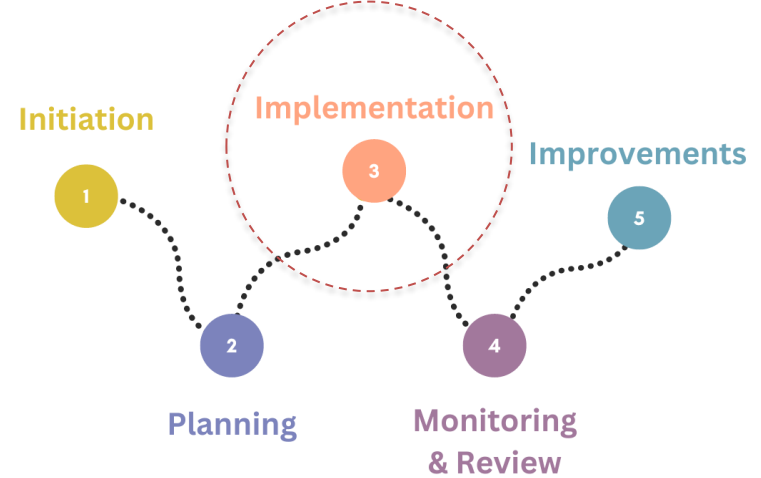 Initiation
1
2
Planning
Implementation
3
4
Monitoring
& Review
Improvements
5